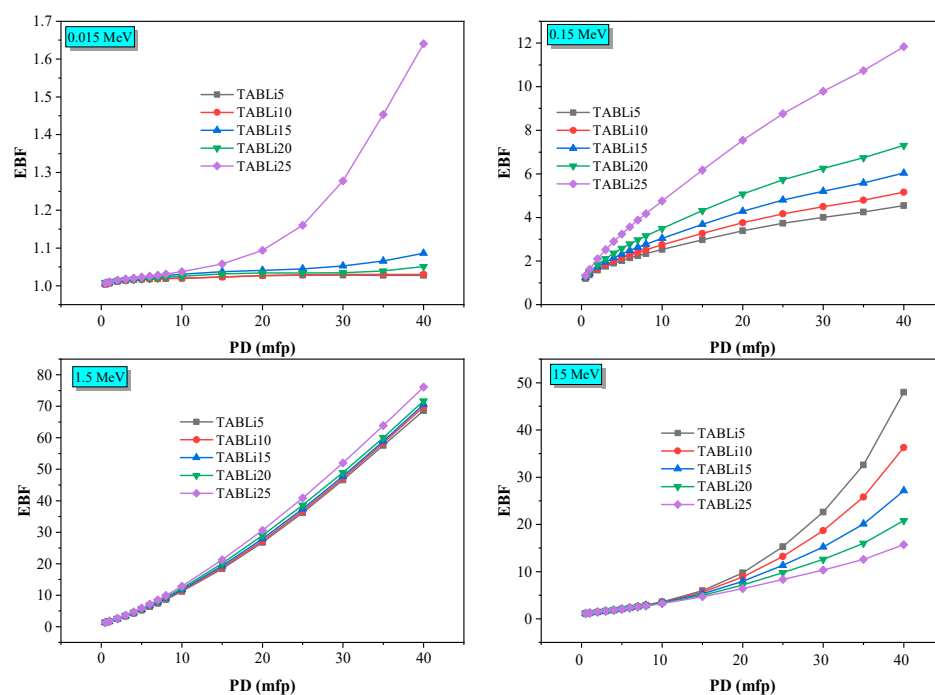 0.015 MeV
1.7
1.6
1.5
1.4
1.3
1.2
1.1
1.0
EBF
TABLi5
TABLi10
TABLi15
TABLi20
TABLi25
0 10 20 30 40
PD (mfp)
0.15 MeV
12
10
8
6
4
2
0
EBF
TABLi5
TABLi10
TABLi15
TABLi20
TABLi25
0 10 20 30 40
PD (mfp)
1.5 MeV
80
70
60
50
40
30
20
10
0
EBF
TABLi5
TABLi10
TABLi15
TABLi20
TABLi25
0 10 20 30 40
PD (mfp)
15 MeV
50
40
30
20
10
0
EBF
TABLi5
TABLi10
TABLi15
TABLi20
TABLi25
0 10 20 30 40
PD (mfp)